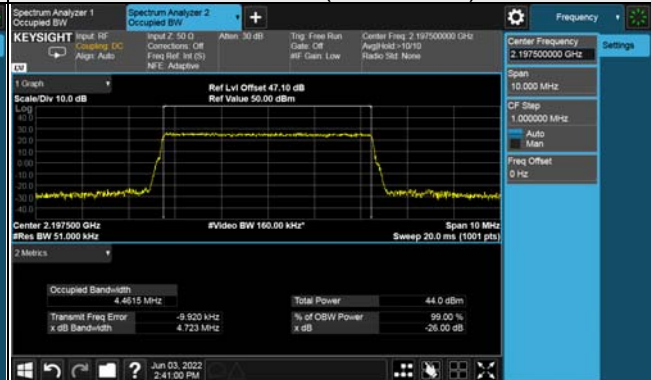 Spectrum Analyzer 1
Occupied BW
Spectrum Analyzer 2
Occupied BW
+
Frequency
KEYSIGHT
Input: RF
Coupling: DC
Align: Auto
Input Z: 50 Ω
Corrections: Off
Freq Ref: Int (S)
NFE: Adaptive
Atten: 30 dB
Trig: Free Run
Gate: Off
#IF Gain: Low
Center Freq: 2.197500000 GHz
Avg|Hold:>10/10
Radio Std: None
LXI
Center Frequency
2.197500000 GHz
Settings
Span
10.000 MHz
CF Step
1.000000 MHz
Auto
Man
Freq Offset
0 Hz
1 Graph
Scale/Div 10.0 dB
Ref Lvl Offset 47.10 dB
Ref Value 50.00 dBm
Log
40.0
30.0
20.0
10.0
0.00
-10.0
-20.0
-30.0
-40.0
Center 2.197500 GHz
#Res BW 51.000 kHz
#Video BW 160.00 kHz*
Span 10 MHz
Sweep 20.0 ms (1001 pts)
2 Metrics
Occupied Bandwidth
4.4615 MHz
Total Power 44.0 dBm
Transmit Freq Error -9.920 kHz
% of OBW Power 99.00 %
x dB Bandwidth 4.723 MHz
x dB -26.00 dB
?
Jun 03, 2022
2:41:00 PM